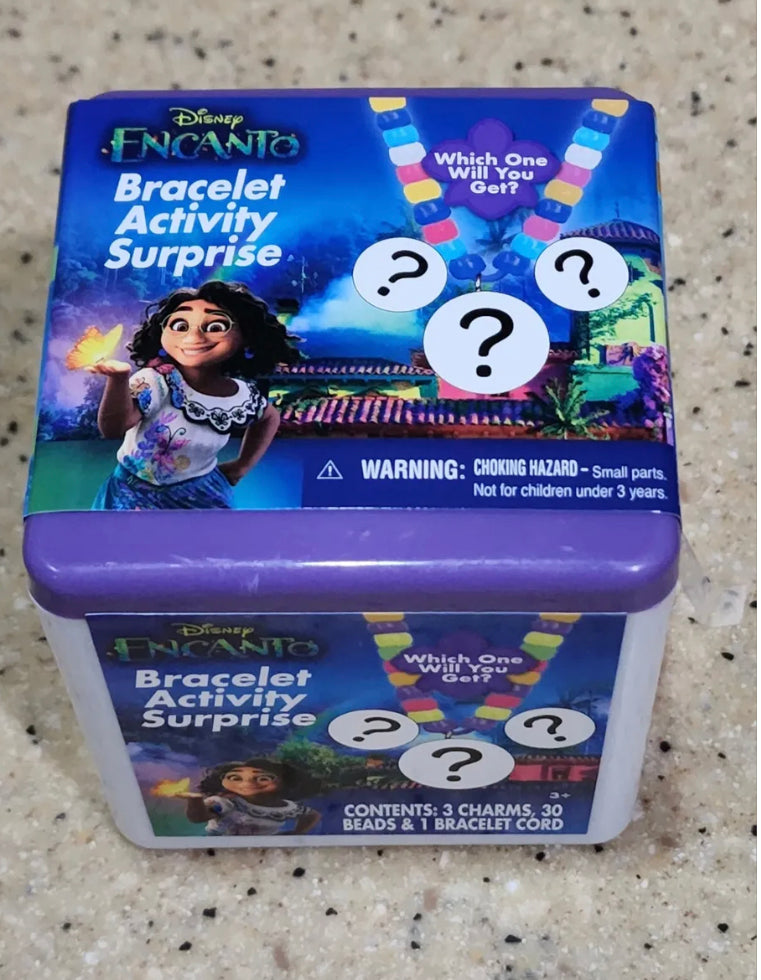 Disney
ENCANTO
Bracelet
Activity
Surprise
Which One
Will You
Get?
?
?
?
WARNING: CHOKING HAZARD - Small parts.
Not for children under 3 years.
Disney
ENCANTO
Bracelet
Activity
Surprise
Which One
Will You
Get?
?
?
?
3+
CONTENTS: 3 CHARMS, 30
BEADS & 1 BRACELET CORD